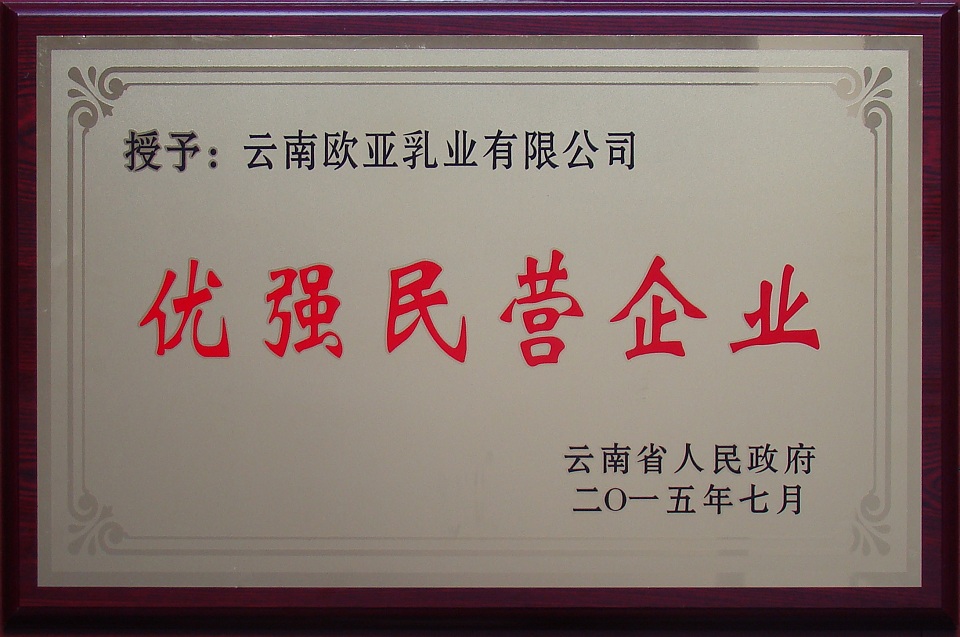 授予：云南欧亚乳业有限公司
优强民营企业
云南省人民政府
二〇一五年七月